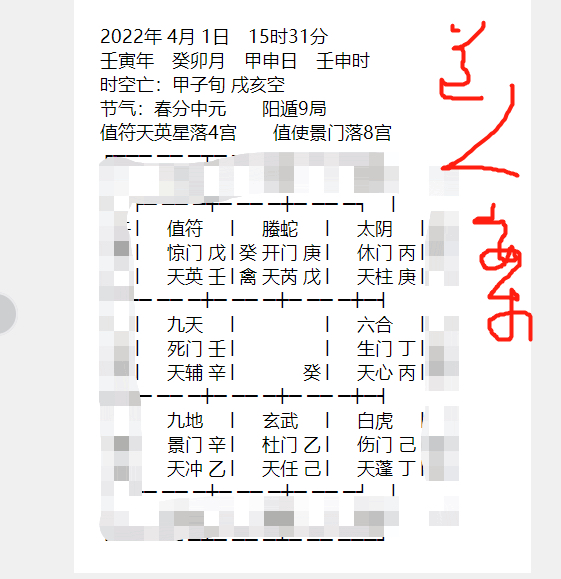 2022年 4月 1日 15时31分
壬寅年 癸卯月 甲申日 壬申时
时空亡：甲子旬 戌亥空
节气：春分中元 阳遁9局
值符天英星落4宫 值使景门落8宫
值符 | 螣蛇 | 太阴 |
| 惊门 戊 | 癸 开门 庚 | 休门 丙 |
| 天英 壬 | 禽 天芮 戊 | 天柱 庚 |
| 九天 | | 六合 |
| 死门 壬 | | 生门 丁 |
| 天辅 辛 | 癸 | 天心 丙 |
九地 | 玄武 | 白虎
景门 辛 | 杜门 乙 | 伤门 己
天冲 乙 | 天任 己 | 天蓬 丁 |